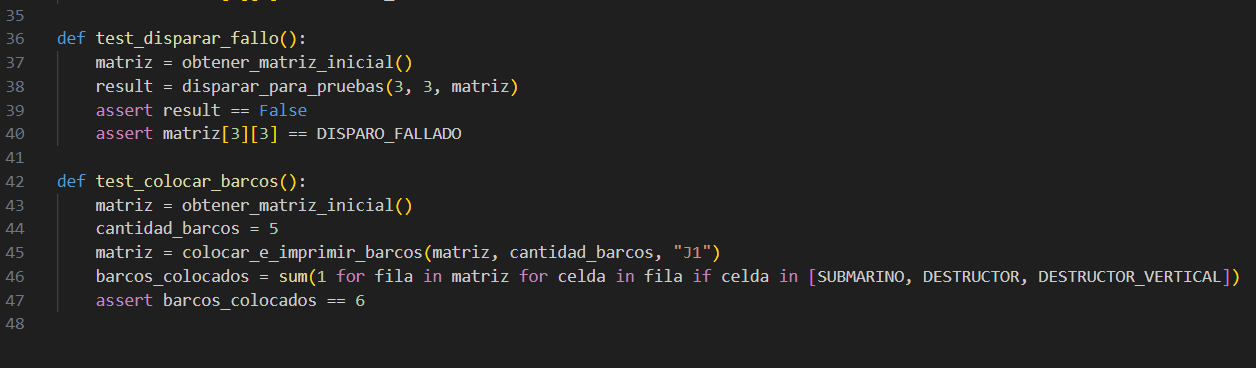 35
36 def test_disparar_fallo():
37     matriz = obtener_matriz_inicial()
38     result = disparar_para_pruebas(3, 3, matriz)
39     assert result == False
40     assert matriz[3][3] == DISPARO_FALLADO
41
42 def test_colocar_barcos():
43     matriz = obtener_matriz_inicial()
44     cantidad_barcos = 5
45     matriz = colocar_e_imprimir_barcos(matriz, cantidad_barcos, "J1")
46     barcos_colocados = sum(1 for fila in matriz for celda in fila if celda in [SUBMARINO, DESTRUCTOR, DESTRUCTOR_VERTICAL])
47     assert barcos_colocados == 6
48